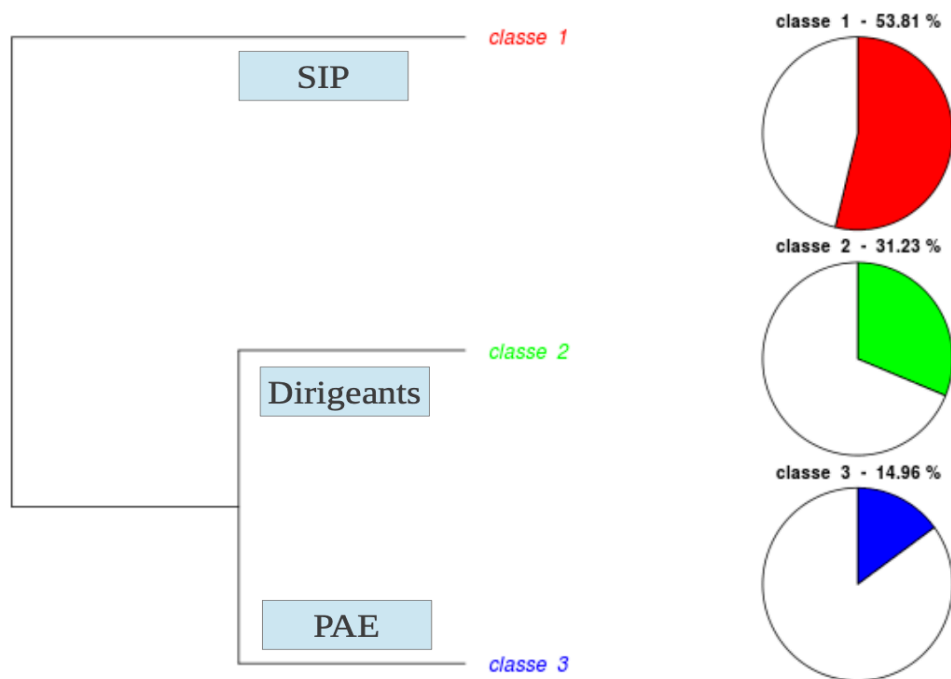 classe 1
classe 1 - 53.81 %
SIP
classe 2 - 31.23 %
classe 2
Dirigeants
classe 3 - 14.96 %
PAE
classe 3